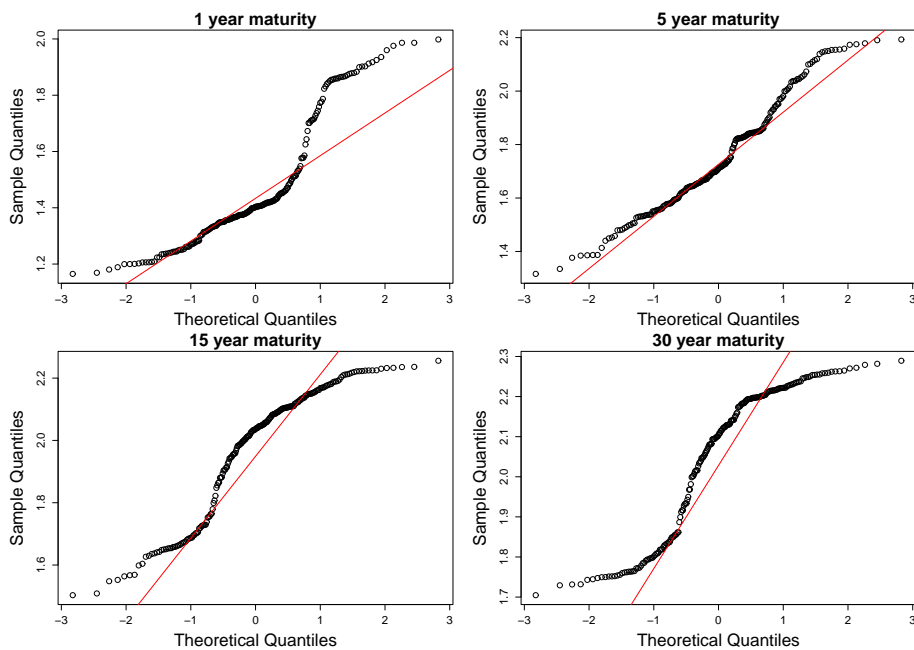 1 year maturity
2.0
1.8
1.6
1.4
1.2
Sample Quantiles
−3 −2 −1 0 1 2 3
Theoretical Quantiles
5 year maturity
2.2
2.0
1.8
1.6
1.4
Sample Quantiles
−3 −2 −1 0 1 2 3
Theoretical Quantiles
15 year maturity
2.2
2.0
1.8
1.6
Sample Quantiles
−3 −2 −1 0 1 2 3
Theoretical Quantiles
30 year maturity
2.3
2.2
2.1
2.0
1.9
1.8
1.7
Sample Quantiles
−3 −2 −1 0 1 2 3
Theoretical Quantiles